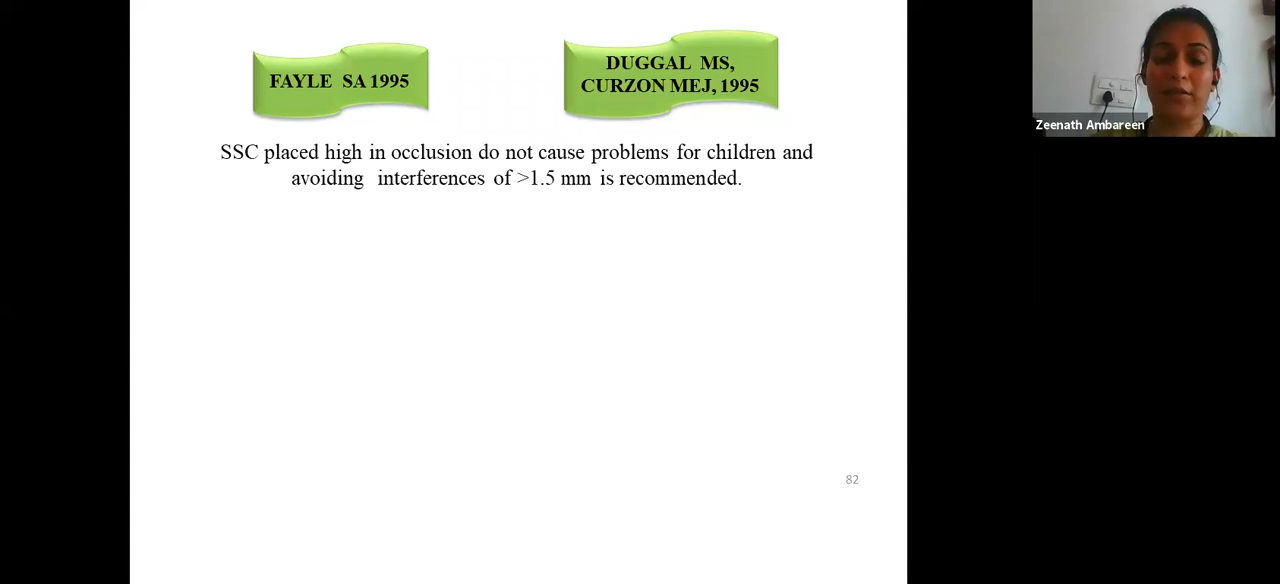 FAYLE SA 1995
DUGGAL MS,
CURZON MEJ, 1995
SSC placed high in occlusion do not cause problems for children and
avoiding interferences of >1.5 mm is recommended.
82
Zeenath Ambareen